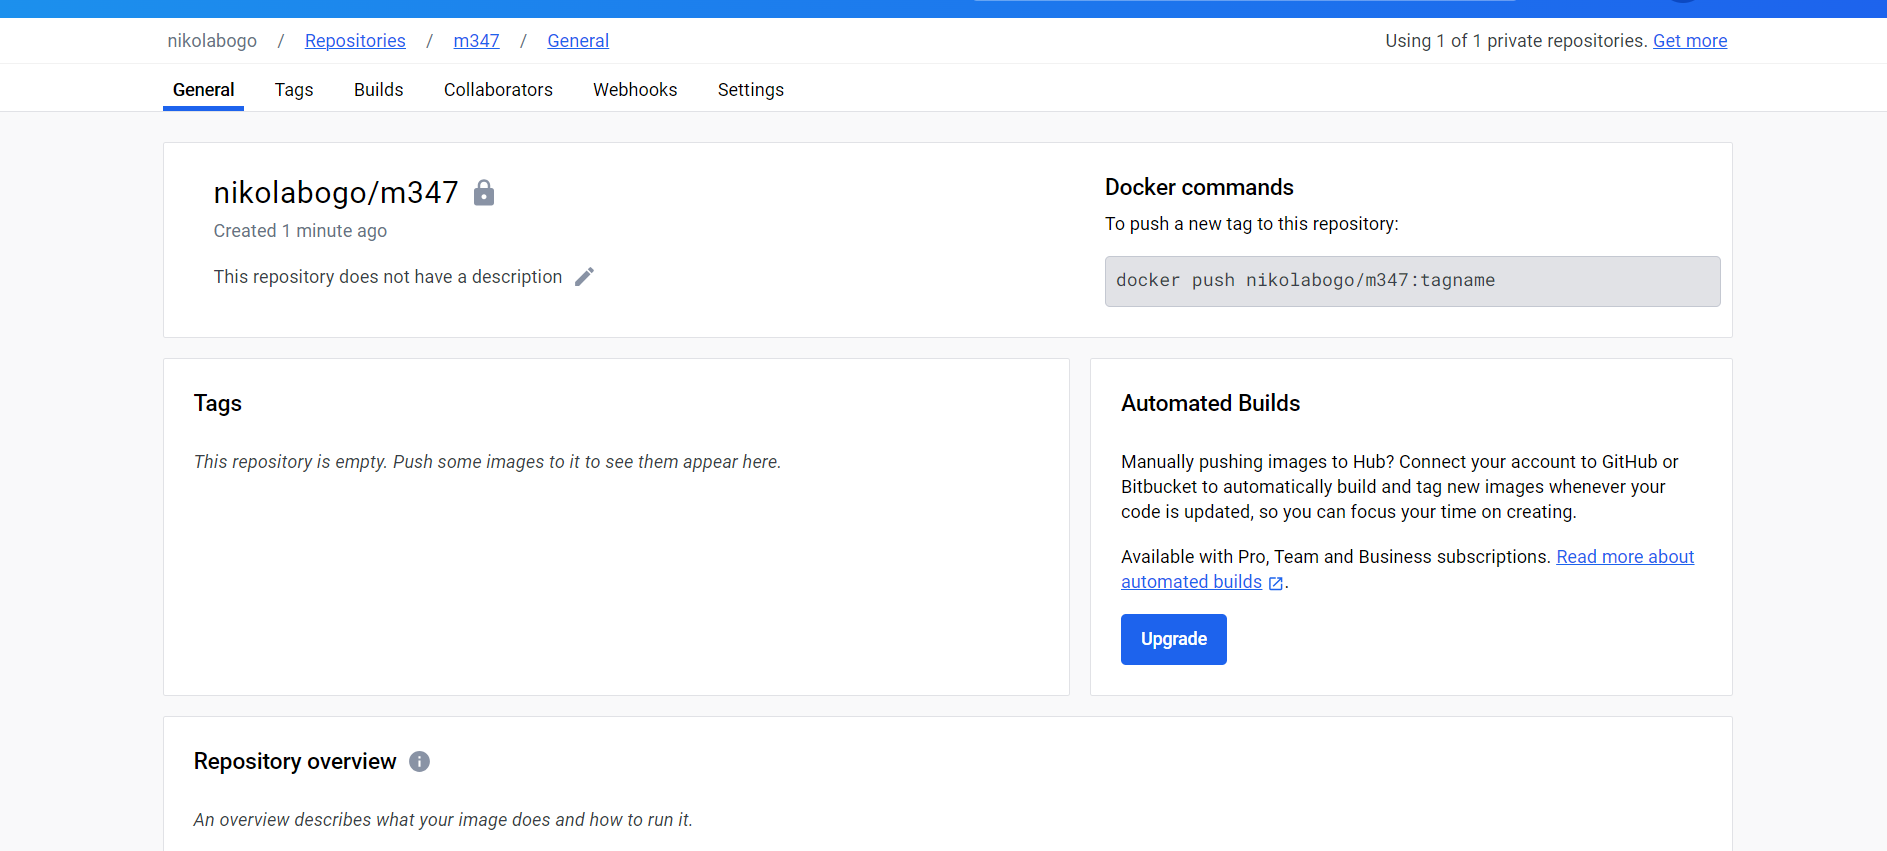 nikolabogo / Repositories / m347 / General
Using 1 of 1 private repositories. Get more
General Tags Builds Collaborators Webhooks Settings
nikolabogo/m347
Created 1 minute ago
This repository does not have a description
Docker commands
To push a new tag to this repository:
docker push nikolabogo/m347:tagname
Tags
This repository is empty. Push some images to it to see them appear here.
Automated Builds
Manually pushing images to Hub? Connect your account to GitHub or
Bitbucket to automatically build and tag new images whenever your
code is updated, so you can focus your time on creating.
Available with Pro, Team and Business subscriptions. Read more about
automated builds .
Upgrade
Repository overview
An overview describes what your image does and how to run it.